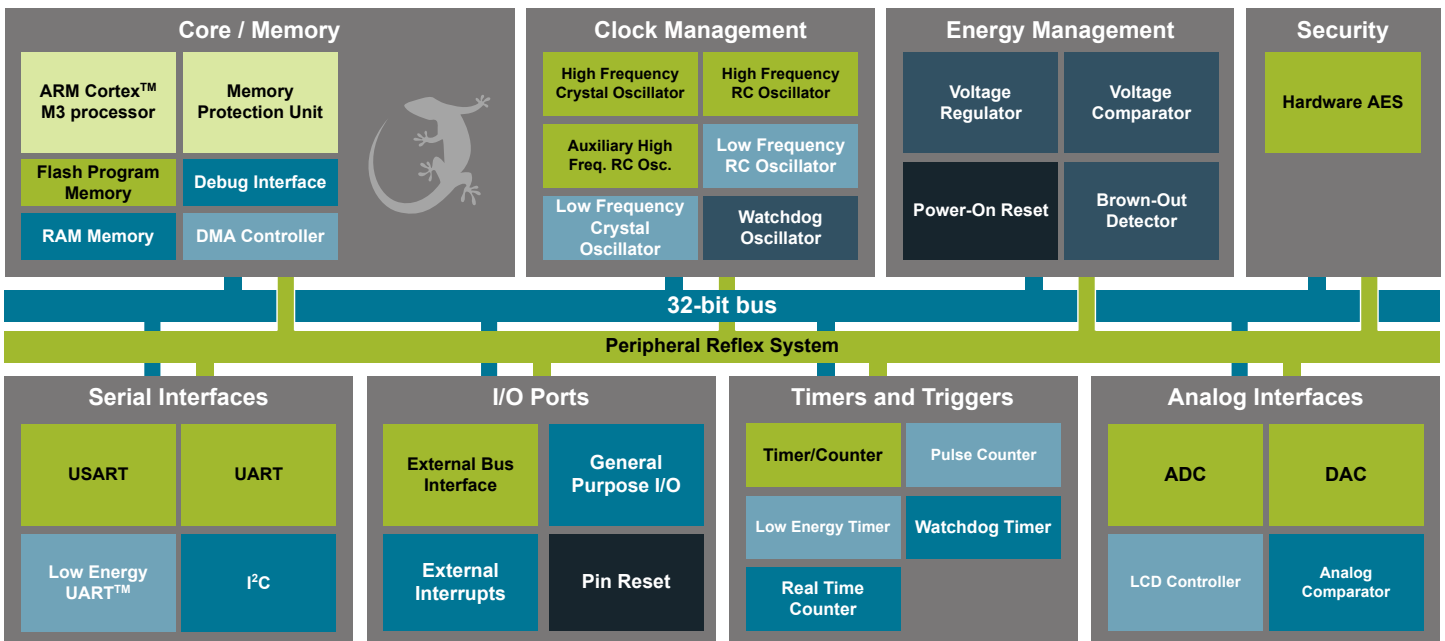 Core / Memory
ARM Cortex™
M3 processor
Memory
Protection Unit
Flash Program
Memory
Debug Interface
RAM Memory
DMA Controller
Clock Management
High Frequency
Crystal Oscillator
High Frequency
RC Oscillator
Auxiliary High
Freq. RC Osc.
Low Frequency
RC Oscillator
Low Frequency
Crystal
Oscillator
Watchdog
Oscillator
Energy Management
Voltage
Regulator
Voltage
Comparator
Power-On Reset
Brown-Out
Detector
Security
Hardware AES
32-bit bus
Peripheral Reflex System
Serial Interfaces
USART
UART
Low Energy
UART™
I²C
I/O Ports
External Bus
Interface
General
Purpose I/O
External
Interrupts
Pin Reset
Timers and Triggers
Timer/Counter
Pulse Counter
Low Energy Timer
Watchdog Timer
Real Time
Counter
Analog Interfaces
ADC
DAC
LCD Controller
Analog
Comparator